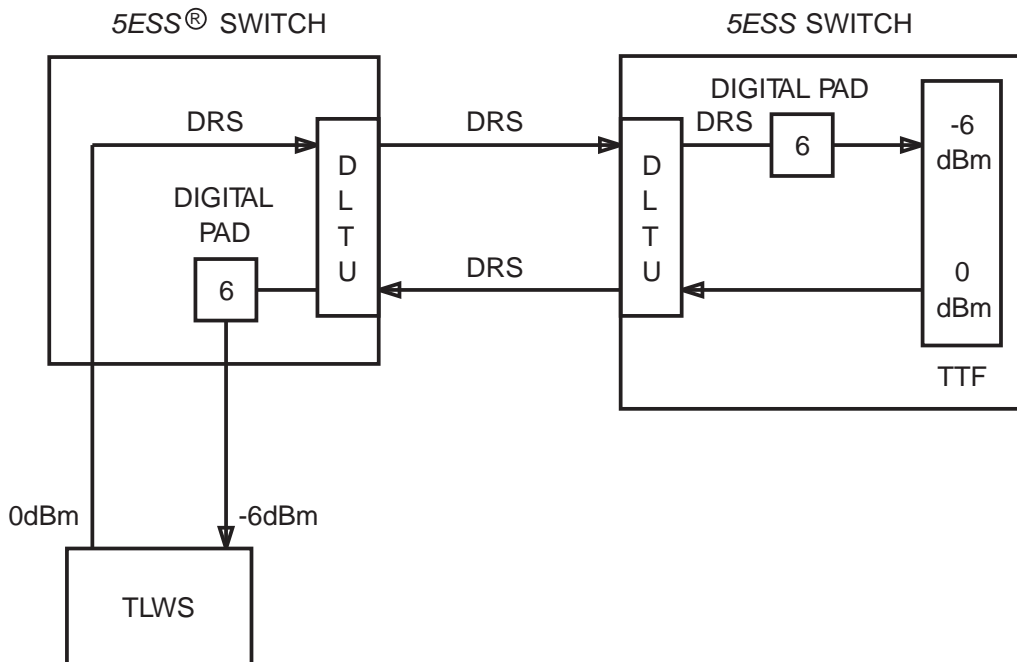 5ESS® SWITCH
5ESS SWITCH
DRS
DRS
DIGITAL PAD
DRS
6
-6
dBm
D
L
T
U
D
L
T
U
DIGITAL
PAD
6
DRS
0
dBm
TTF
0dBm
-6dBm
TLWS